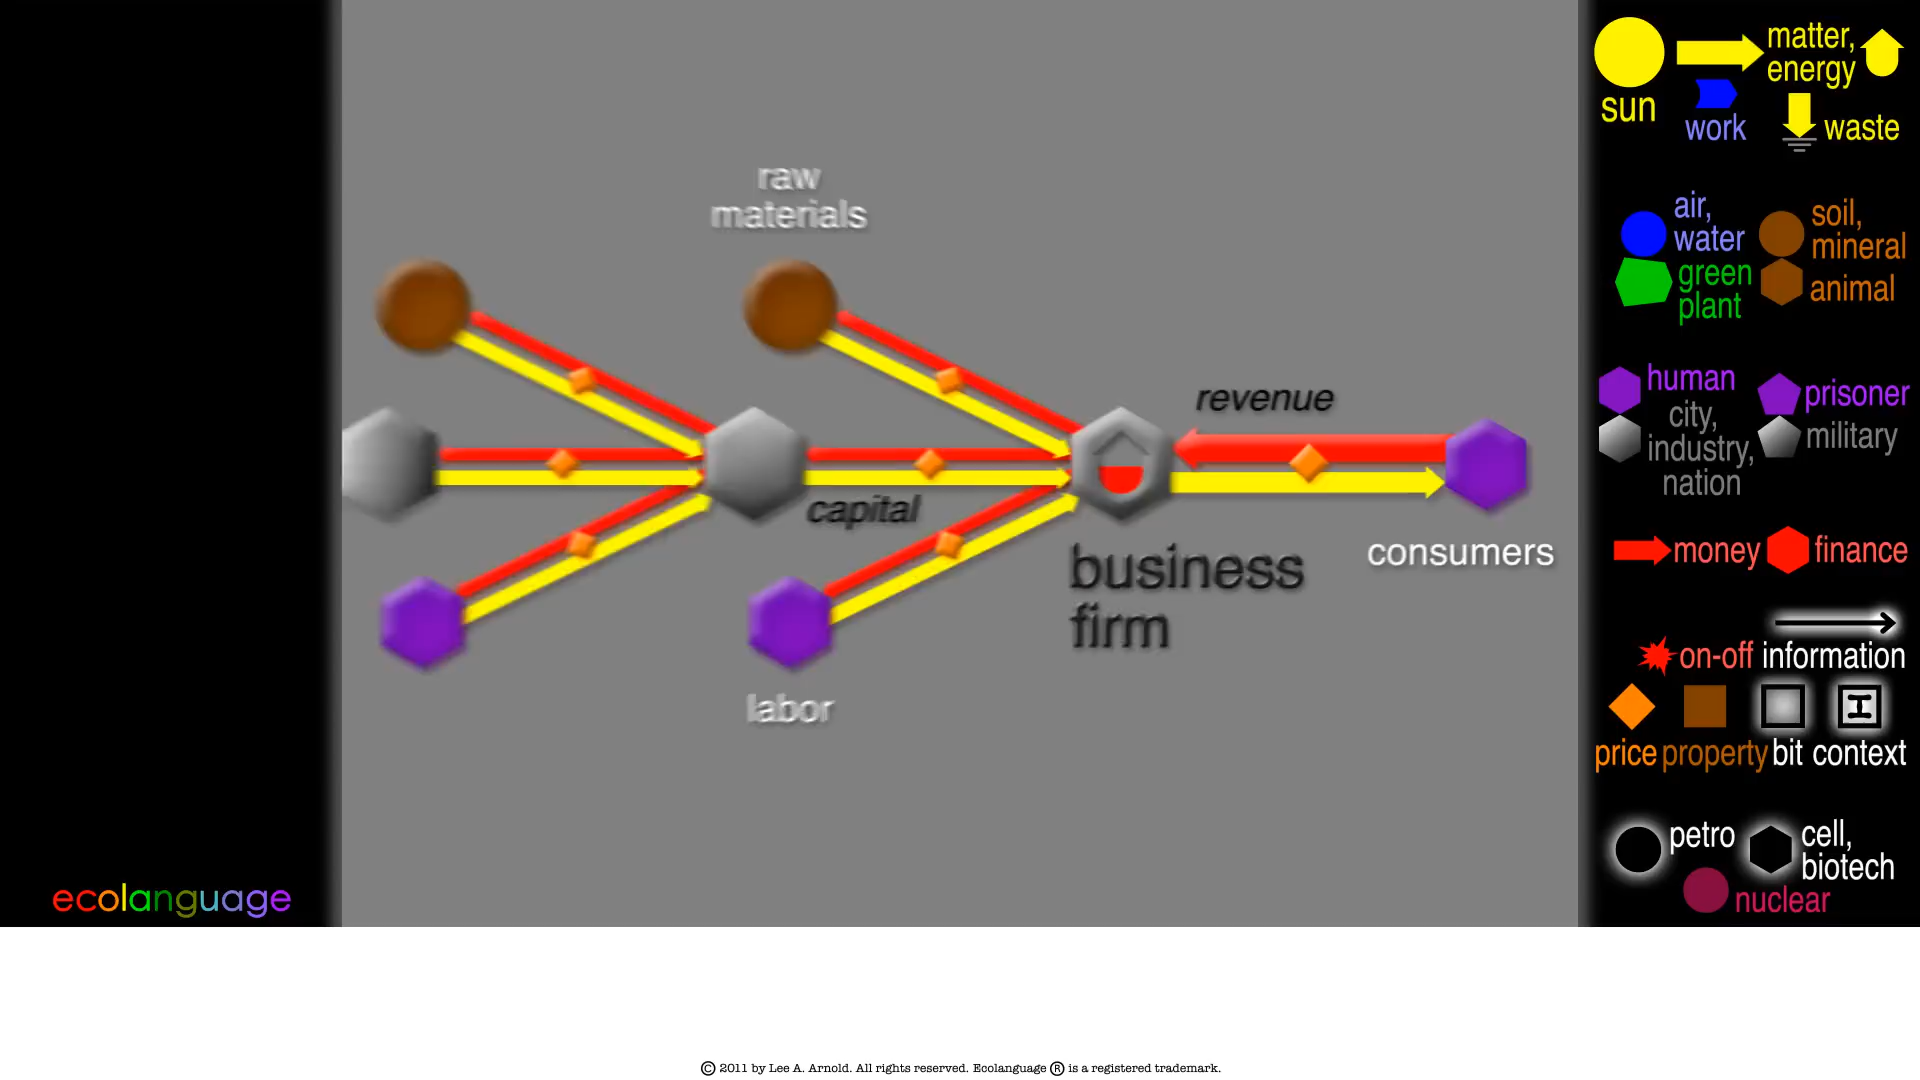 raw
materials
revenue
capital
business
firm
consumers
labor
ecolanguage
sun
matter,
energy
work
waste
air,
water
soil,
mineral
green
plant
animal
human
prisoner
city,
industry,
nation
military
money
finance
on-off
information
price
property
bit
context
petro
cell,
biotech
nuclear
© 2011 by Lee A. Arnold. All rights reserved. Ecolanguage ® is a registered trademark.